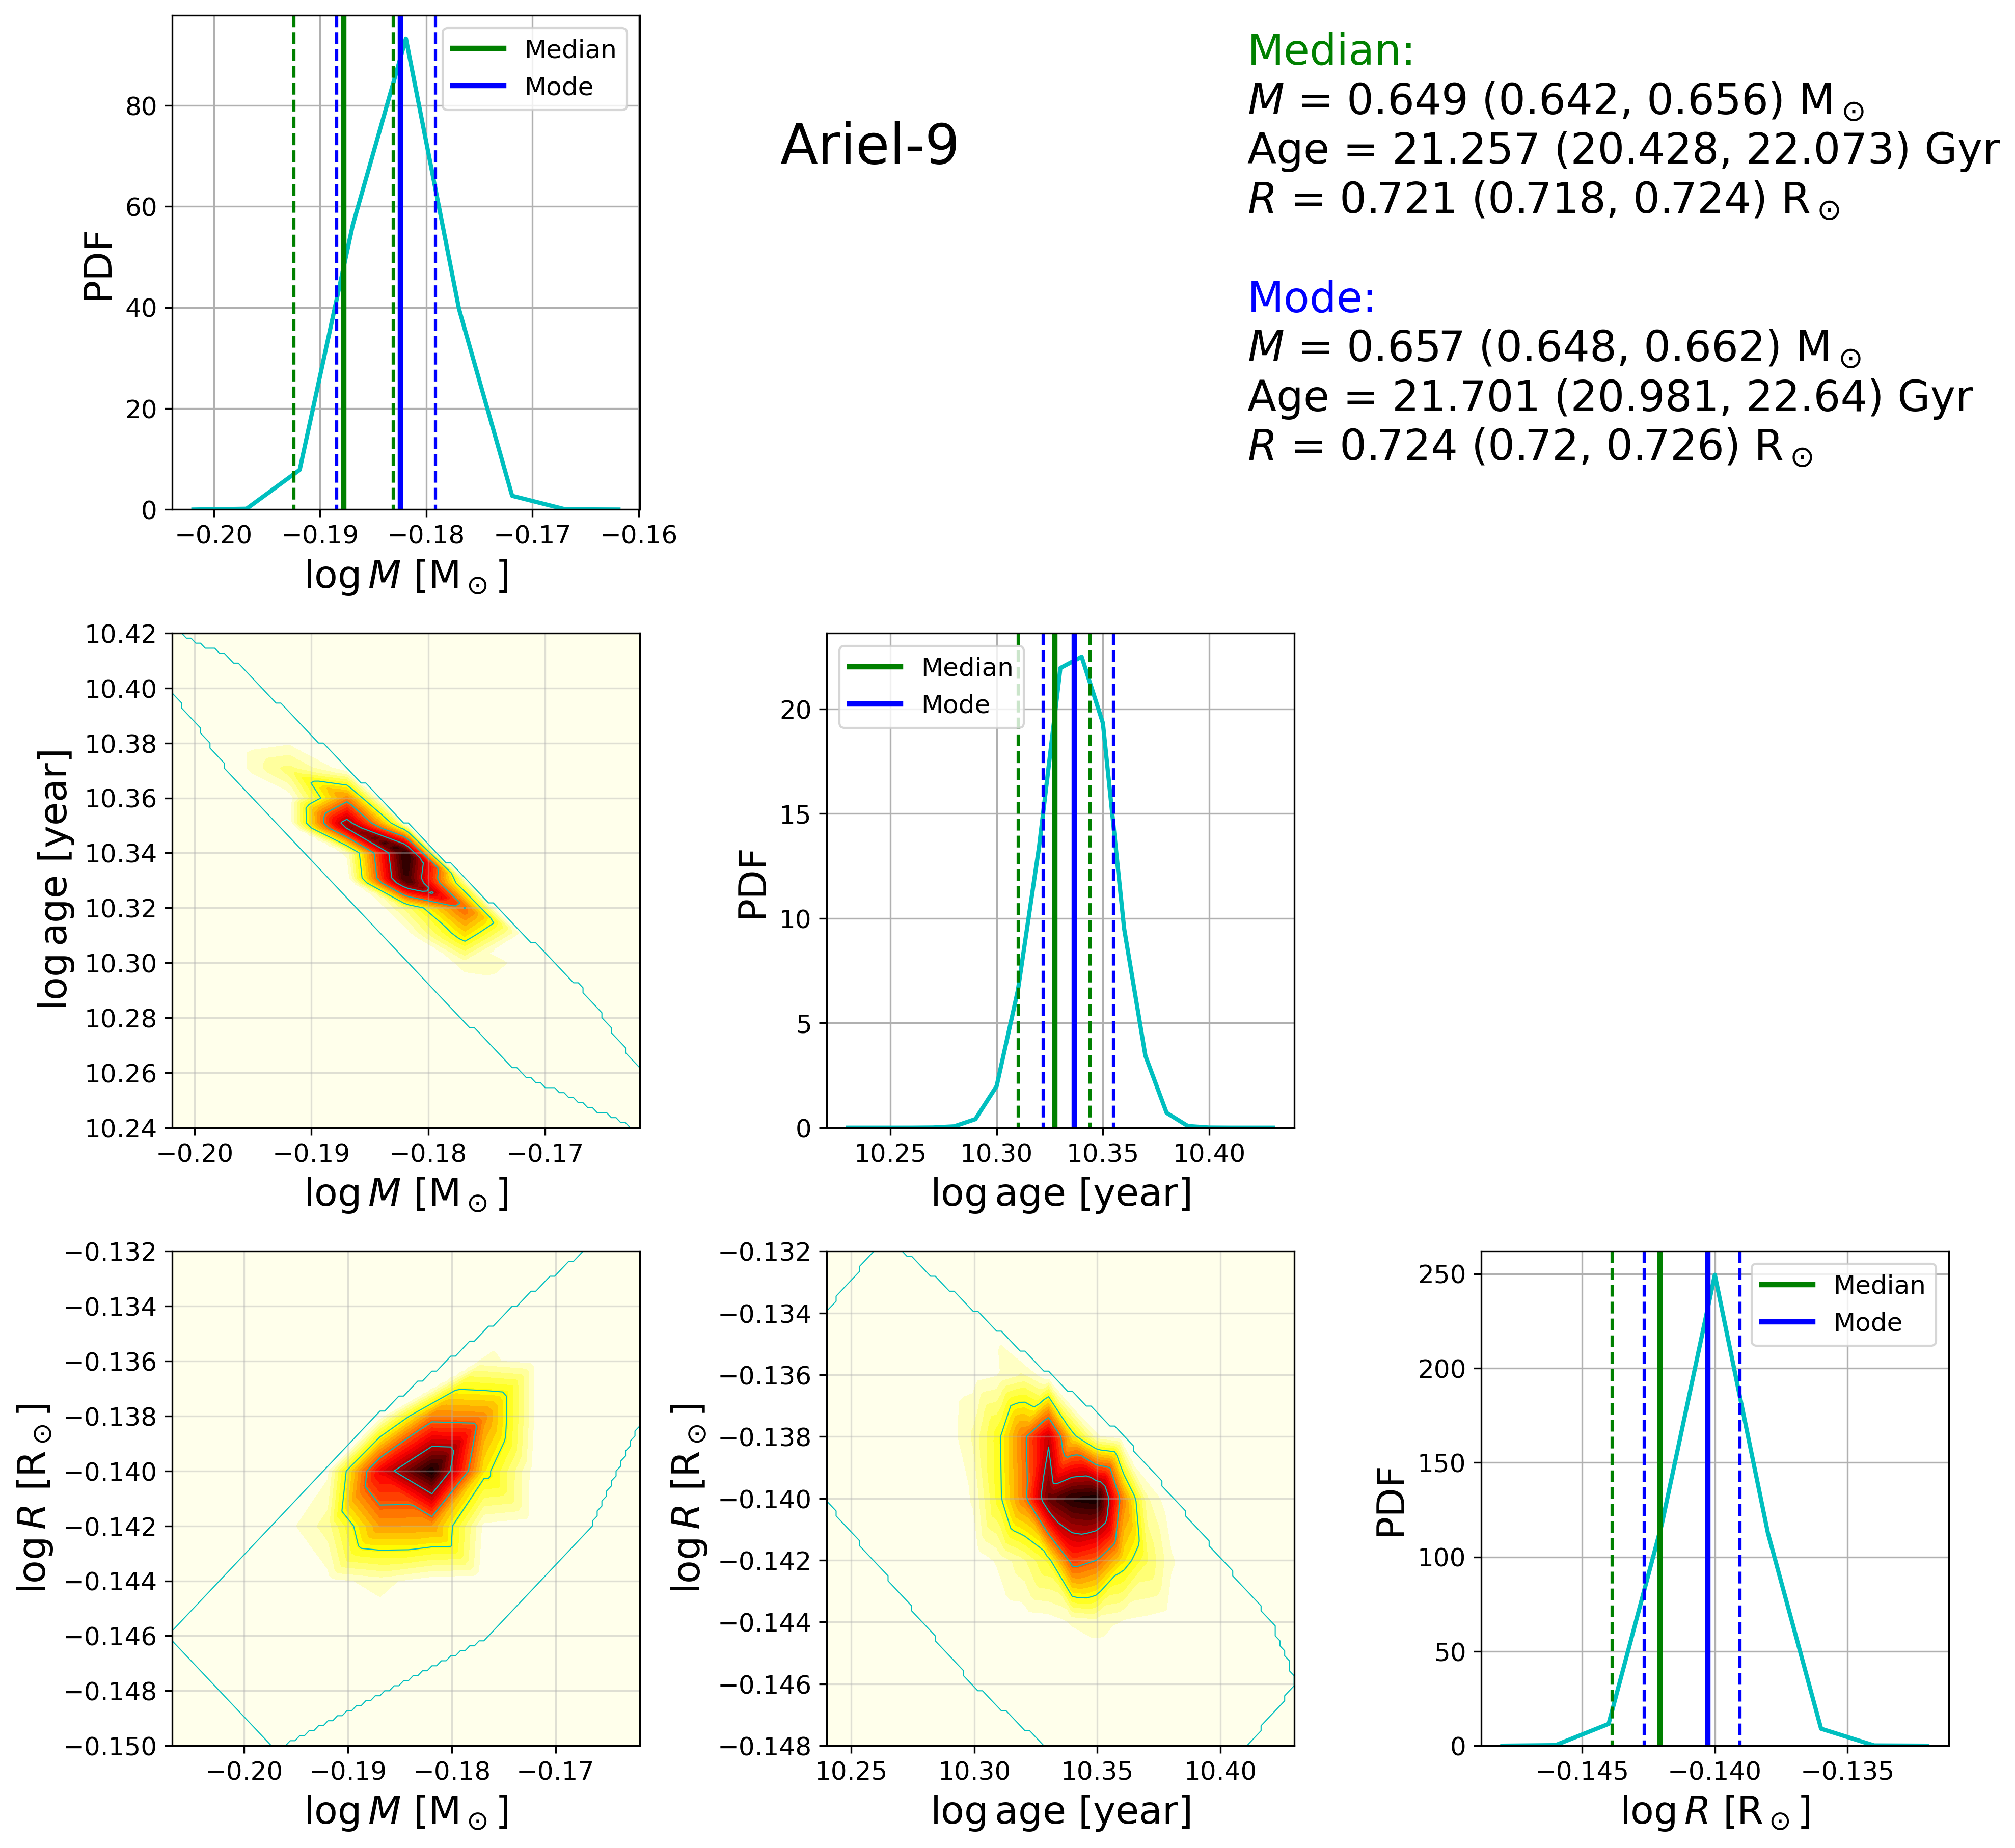 Median
Mode
80
60
40
20
0
PDF
−0.20 −0.19 −0.18 −0.17 −0.16
log M [M⊙]
Ariel-9
Median:
M = 0.649 (0.642, 0.656) M⊙
Age = 21.257 (20.428, 22.073) Gyr
R = 0.721 (0.718, 0.724) R⊙
Mode:
M = 0.657 (0.648, 0.662) M⊙
Age = 21.701 (20.981, 22.64) Gyr
R = 0.724 (0.72, 0.726) R⊙
10.42
10.40
10.38
10.36
10.34
10.32
10.30
10.28
10.26
10.24
log age [year]
−0.20 −0.19 −0.18 −0.17
log M [M⊙]
Median
Mode
20
15
10
5
0
PDF
10.25 10.30 10.35 10.40
log age [year]
−0.132
−0.134
−0.136
−0.138
−0.140
−0.142
−0.144
−0.146
−0.148
−0.150
log R [R⊙]
−0.20 −0.19 −0.18 −0.17
log M [M⊙]
−0.132
−0.134
−0.136
−0.138
−0.140
−0.142
−0.144
−0.146
−0.148
log R [R⊙]
10.25 10.30 10.35 10.40
log age [year]
Median
Mode
250
200
150
100
50
0
PDF
−0.145 −0.140 −0.135
log R [R⊙]